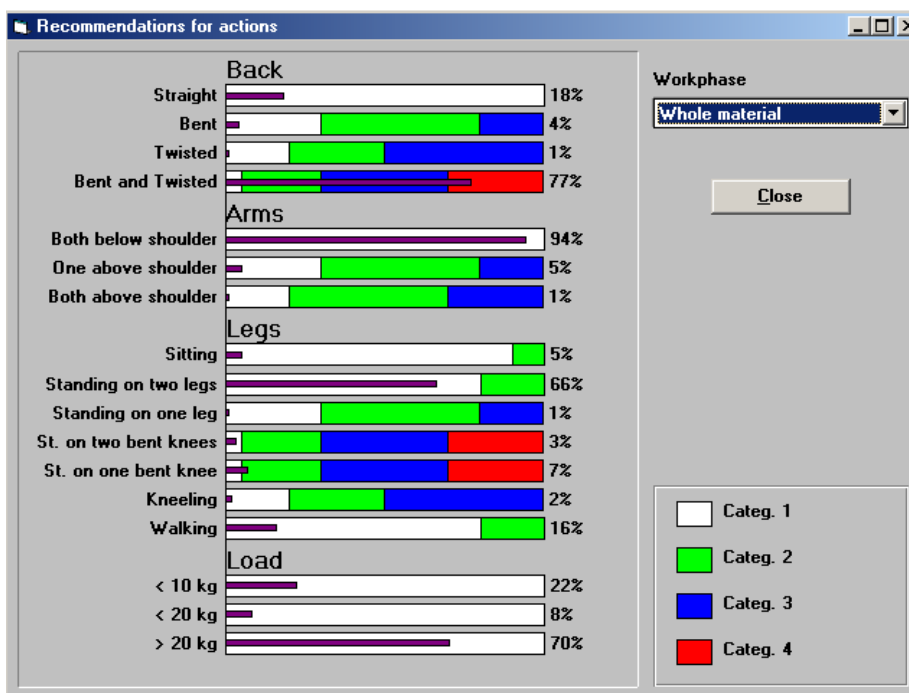 Recommendations for actions
Back
Straight 18%
Bent 4%
Twisted 1%
Bent and Twisted 77%
Arms
Both below shoulder 94%
One above shoulder 5%
Both above shoulder 1%
Legs
Sitting 5%
Standing on two legs 66%
Standing on one leg 1%
St. on two bent knees 3%
St. on one bent knee 7%
Kneeling 2%
Walking 16%
Load
< 10 kg 22%
< 20 kg 8%
> 20 kg 70%
Workphase
Whole material
Close
Categ. 1
Categ. 2
Categ. 3
Categ. 4